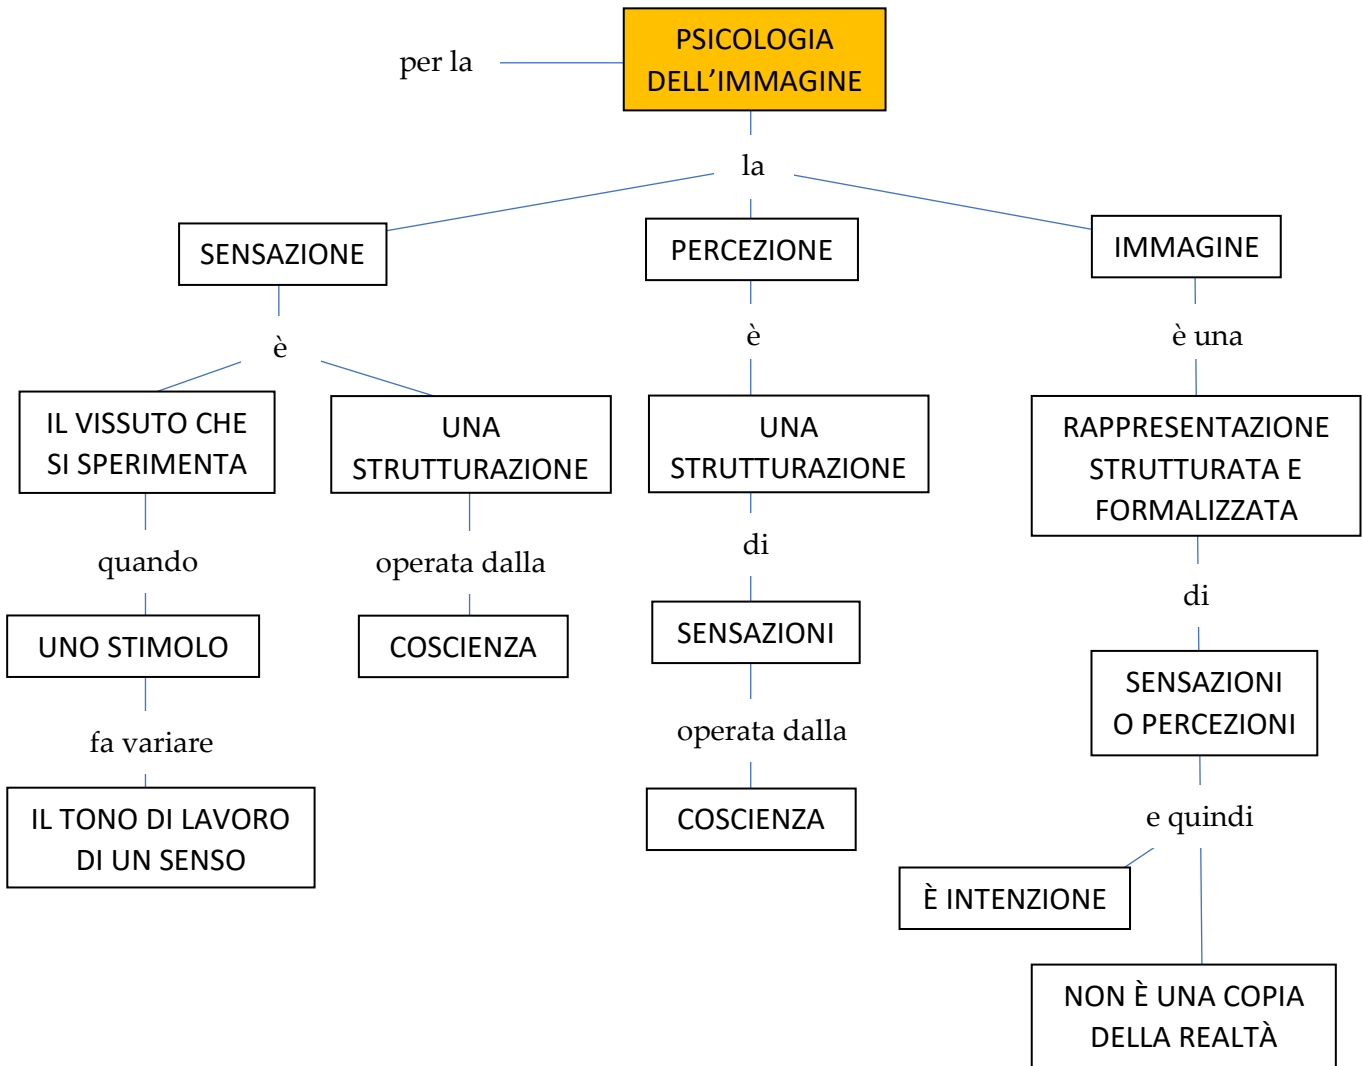 per la
PSICOLOGIA
DELL’IMMAGINE
la
SENSAZIONE
PERCEZIONE
IMMAGINE
è
è
è una
IL VISSUTO CHE
SI SPERIMENTA
UNA
STRUTTURAZIONE
UNA
STRUTTURAZIONE
RAPPRESENTAZIONE
STRUTTURATA E
FORMALIZZATA
quando
operata dalla
di
di
UNO STIMOLO
COSCIENZA
SENSAZIONI
SENSAZIONI
O PERCEZIONI
fa variare
operata dalla
IL TONO DI LAVORO
DI UN SENSO
COSCIENZA
e quindi
È INTENZIONE
NON È UNA COPIA
DELLA REALTÀ